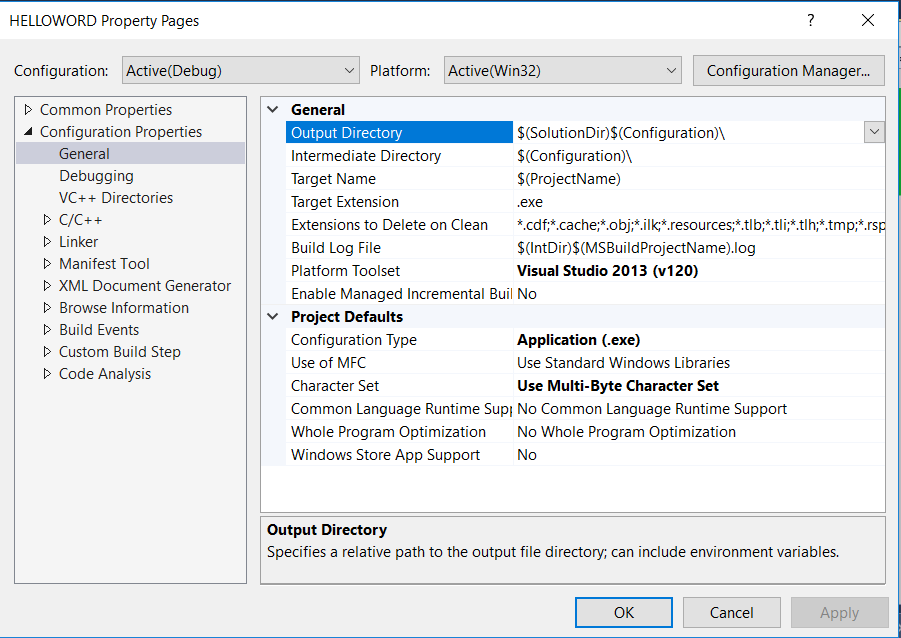 HELLOWORD Property Pages
?
Configuration: Active(Debug) Platform: Active(Win32) Configuration Manager...
Common Properties
Configuration Properties
General
Debugging
VC++ Directories
C/C++
Linker
Manifest Tool
XML Document Generator
Browse Information
Build Events
Custom Build Step
Code Analysis
General
Output Directory $(SolutionDir)$(Configuration)\
Intermediate Directory $(Configuration)\
Target Name $(ProjectName)
Target Extension .exe
Extensions to Delete on Clean *.cdf;*.cache;*.obj;*.ilk;*.resources;*.tlb;*.tli;*.tlh;*.tmp;*.rsp
Build Log File $(IntDir)$(MSBuildProjectName).log
Platform Toolset Visual Studio 2013 (v120)
Enable Managed Incremental Buil No
Project Defaults
Configuration Type Application (.exe)
Use of MFC Use Standard Windows Libraries
Character Set Use Multi-Byte Character Set
Common Language Runtime Supp No Common Language Runtime Support
Whole Program Optimization No Whole Program Optimization
Windows Store App Support No
Output Directory
Specifies a relative path to the output file directory; can include environment variables.
OK Cancel Apply